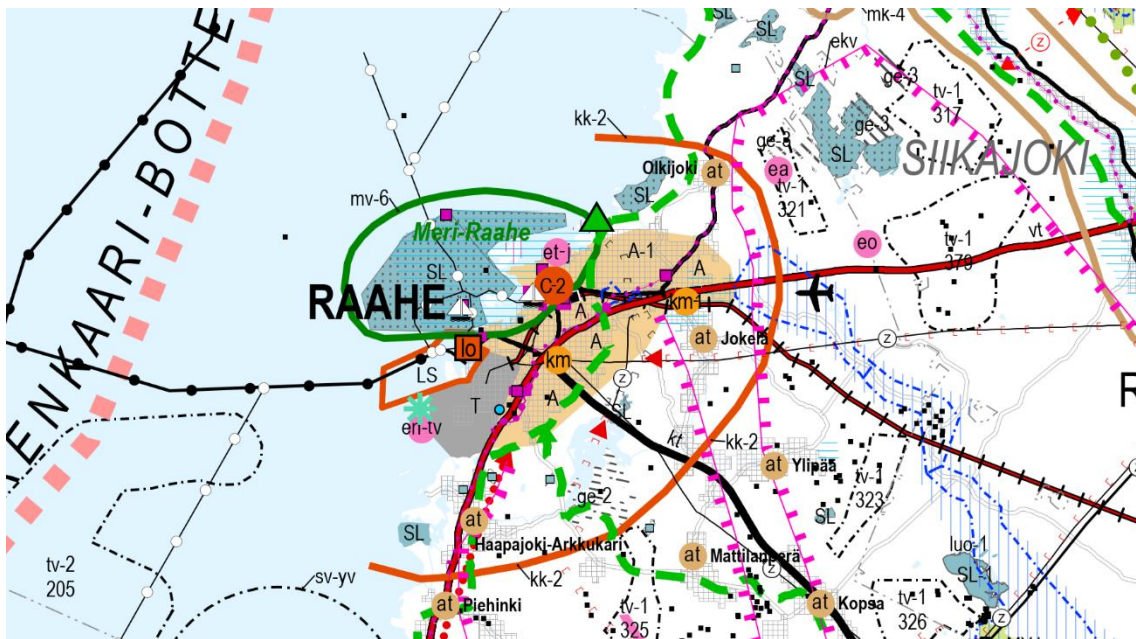 ENKAARI-BOTTE
SL
mk-4
z
SL
ekv
SL
ge-3
tv-1
317
kk-2
ge-3
ge-3
SL
SIIKAJOKI
Olkijoki
at
ea
tv-1
321
SL
mv-6
Meri-Raahe
et-j
A-1
eo
vt
tv-1
379
SL
A
RAAHE
C-2
km-1
A
at
Jokela
z
lo
A
km
LS
z
R
T
A
SL
en-tv
kt
kk-2
at
Ylipää
tv-1
323
ge-2
at
SL
SL
Haapajoki-Arkkukari
luo-1
at
Mattilanperä
z
SL-1
tv-2
205
sv-yv
kk-2
at
Piehinki
tv-1
325
at
Kopsa
tv-1
326
z
z